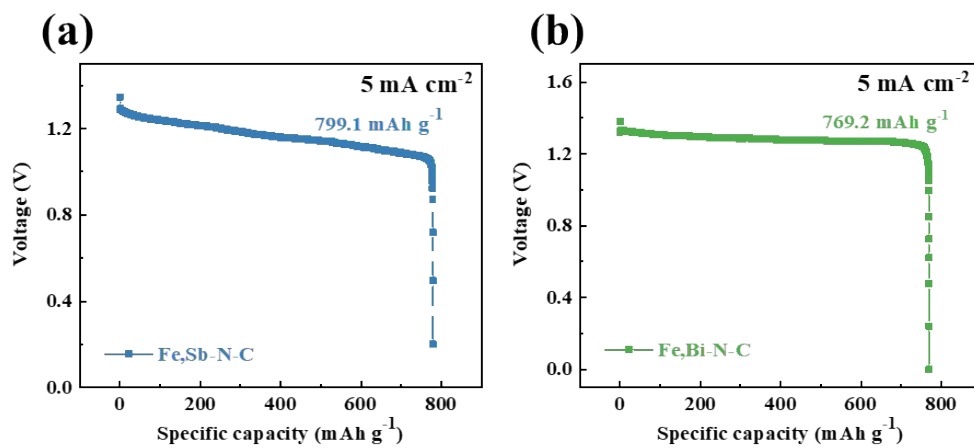 (a)
5 mA cm⁻²
799.1 mAh g⁻¹
Voltage (V)
1.2
0.8
0.4
0.0
Fe,Sb-N-C
0 200 400 600 800
Specific capacity (mAh g⁻¹)
(b)
5 mA cm⁻²
769.2 mAh g⁻¹
Voltage (V)
1.6
1.2
0.8
0.4
0.0
Fe,Bi-N-C
0 200 400 600 800
Specific capacity (mAh g⁻¹)